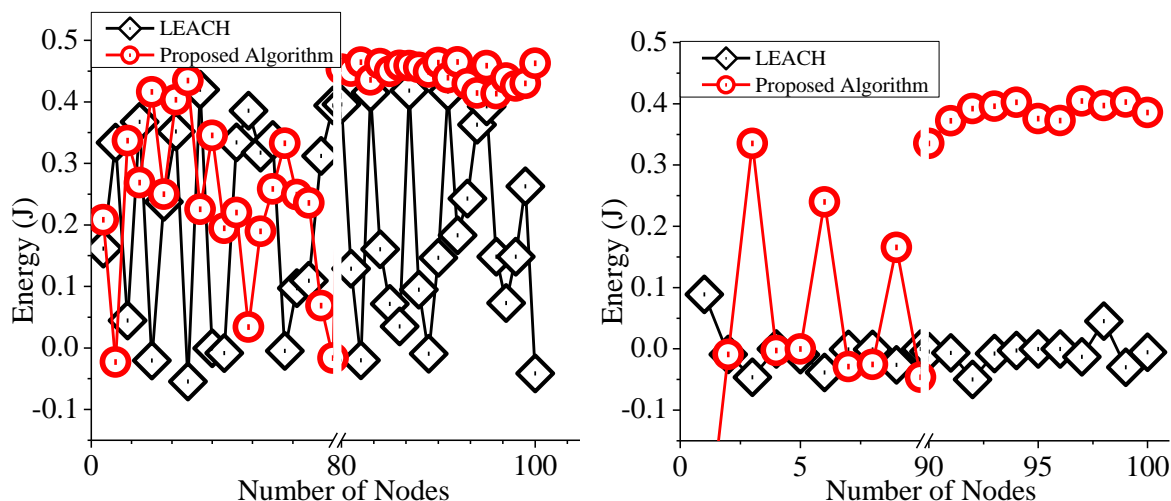 LEACH
Proposed Algorithm
0.5
0.4
0.3
0.2
0.1
0.0
-0.1
Energy (J)
0
80
100
Number of Nodes
LEACH
Proposed Algorithm
0.5
0.4
0.3
0.2
0.1
0.0
-0.1
Energy (J)
0
5
90
95
100
Number of Nodes